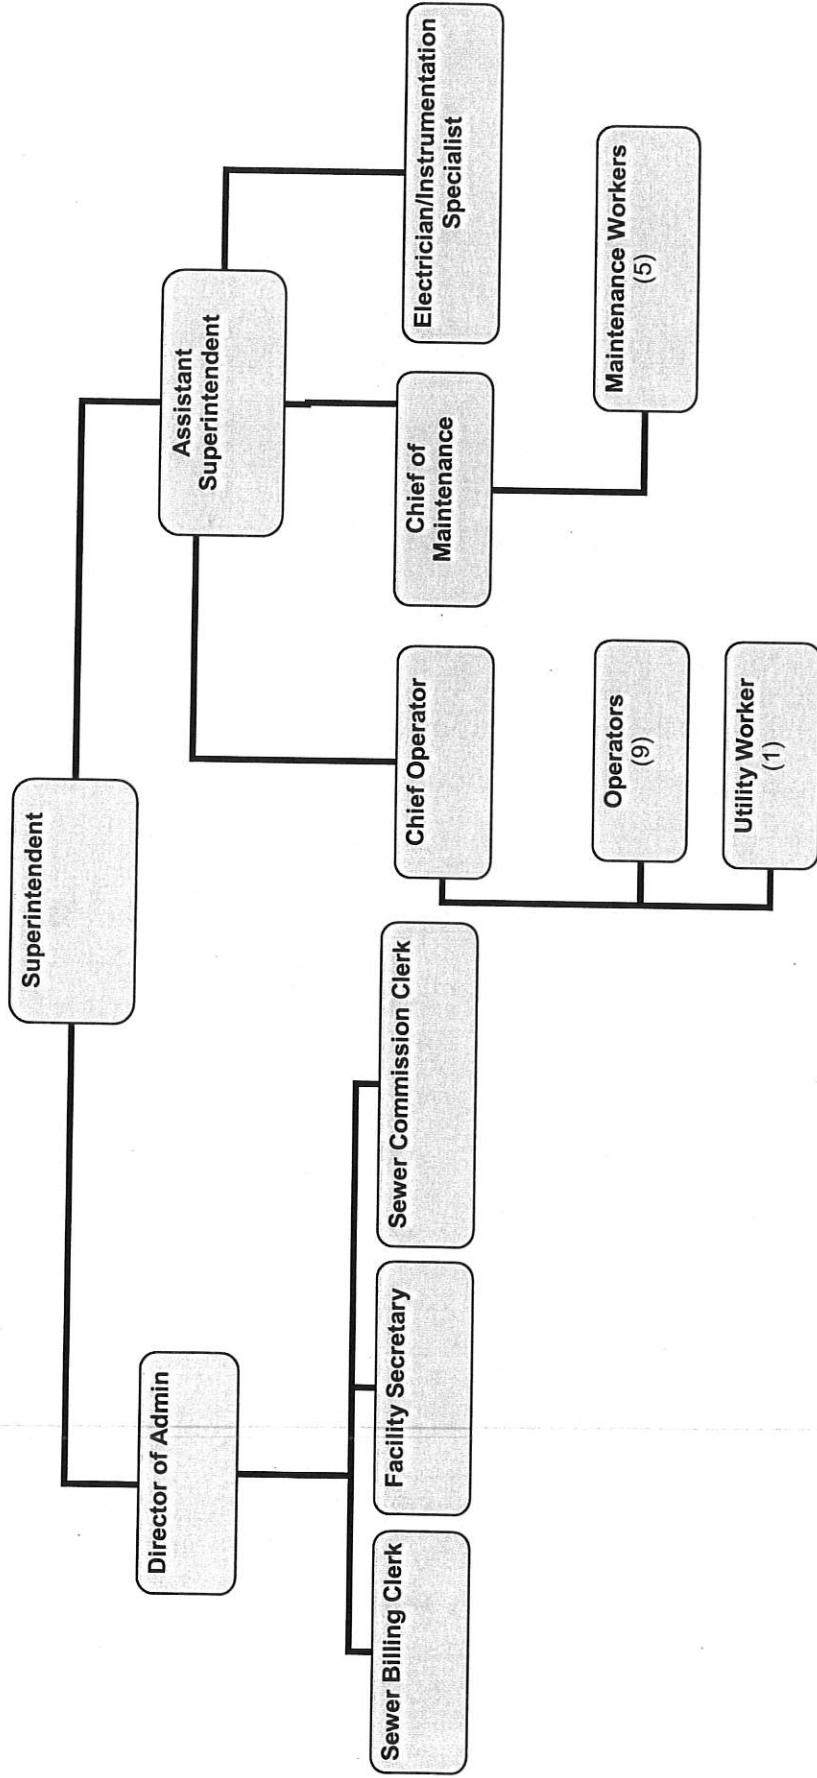 Superintendent
Director of Admin
Assistant
Superintendent
Sewer Billing Clerk
Facility Secretary
Sewer Commission Clerk
Chief Operator
Chief of
Maintenance
Electrician/Instrumentation
Specialist
Operators
(9)
Maintenance Workers
(5)
Utility Worker
(1)